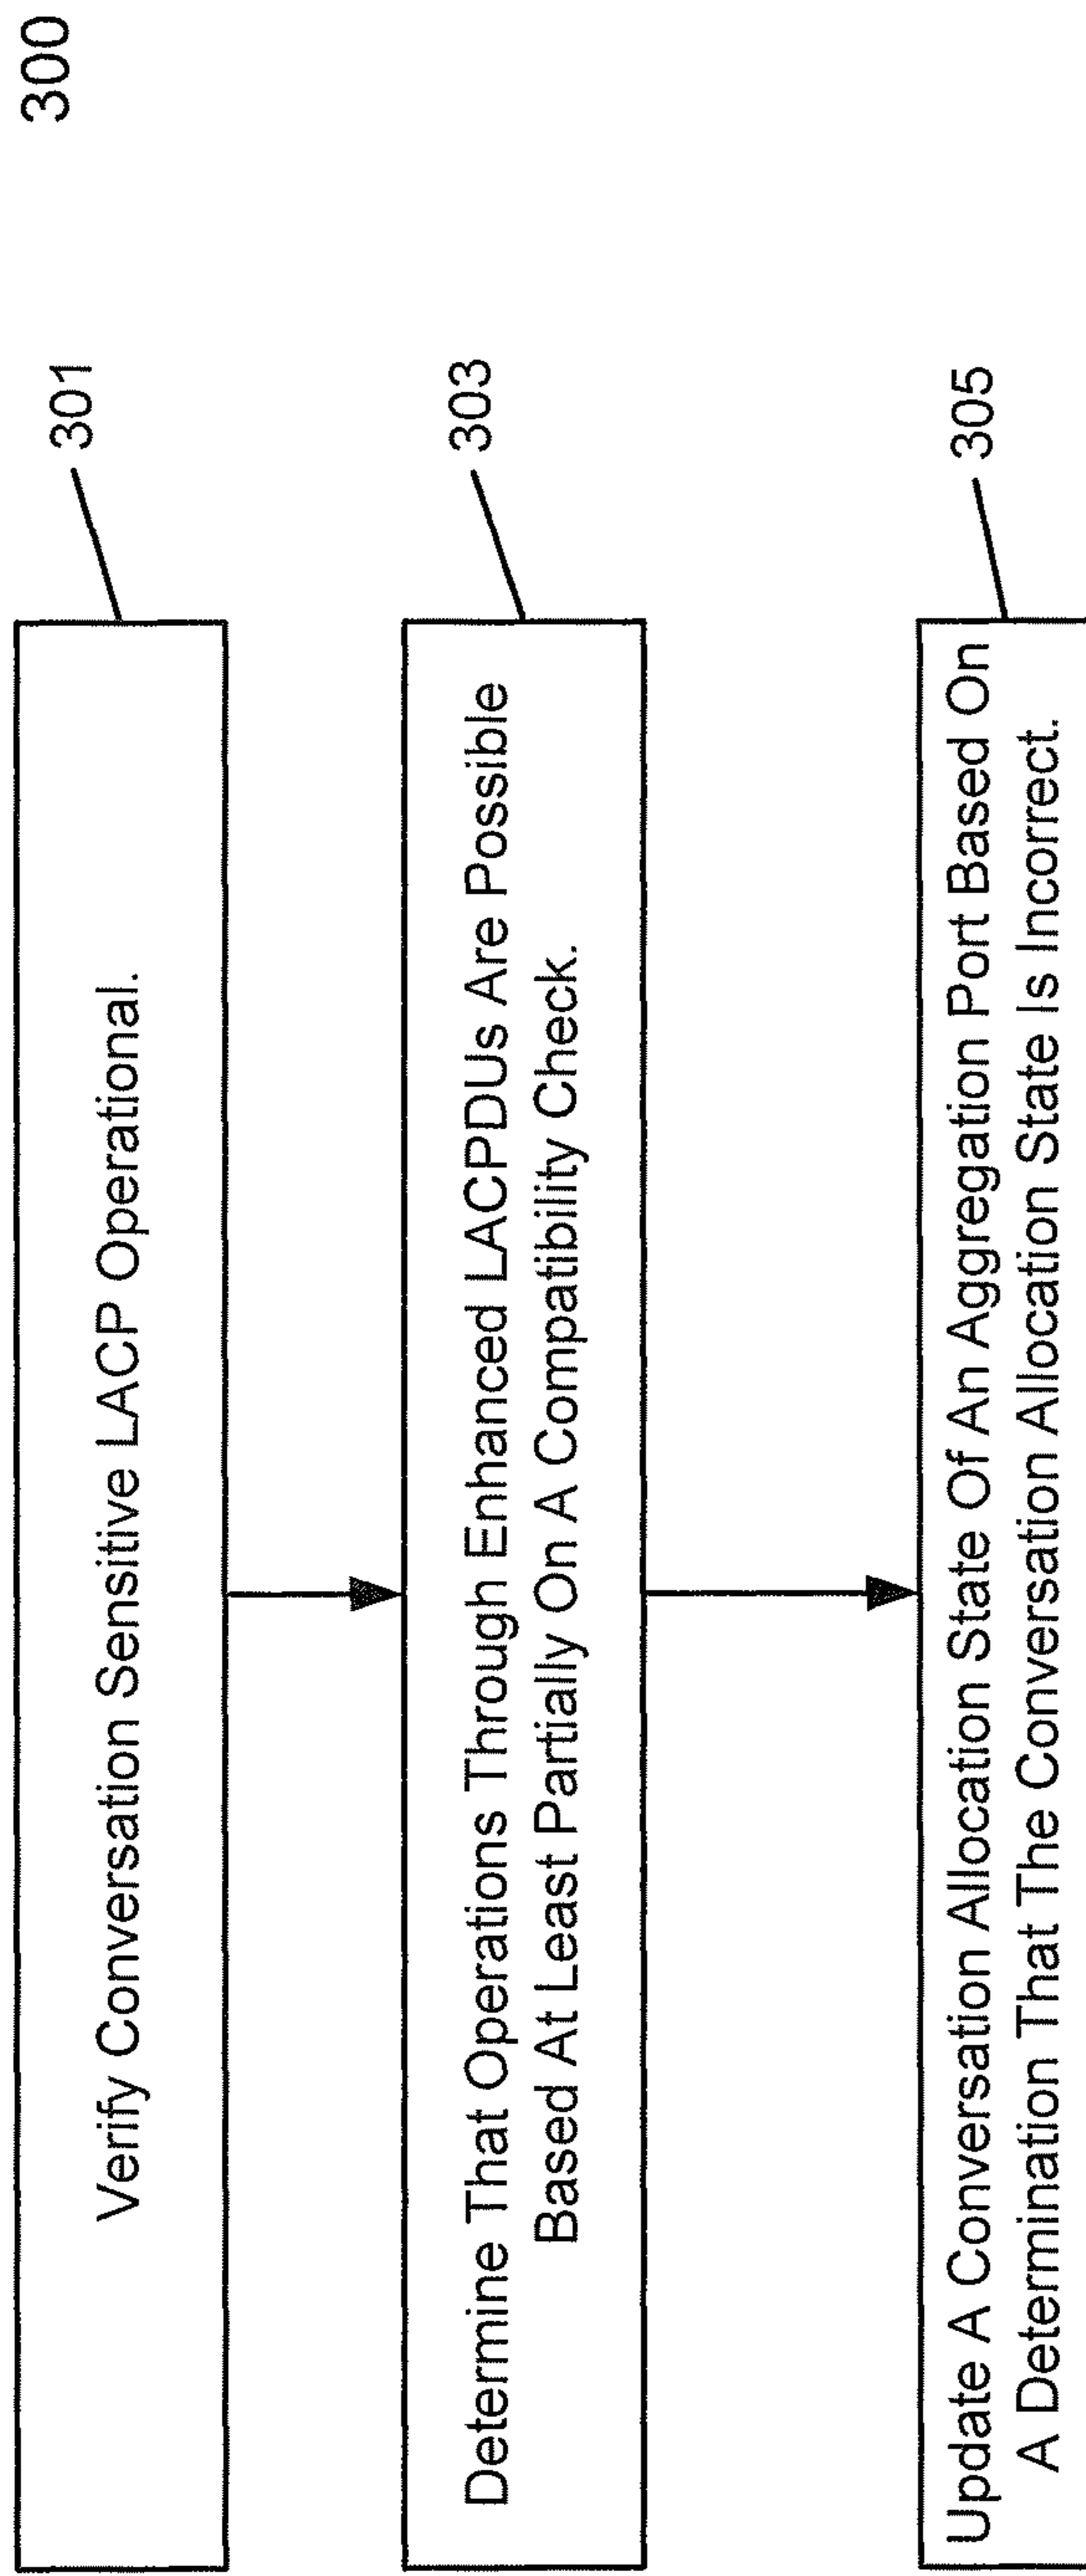 300
301
Verify Conversation Sensitive LACP Operational.
303
Determine That Operations Through Enhanced LACPDUs Are Possible
Based At Least Partially On A Compatibility Check.
305
Update A Conversation Allocation State Of An Aggregation Port Based On
A Determination That The Conversation Allocation State Is Incorrect.